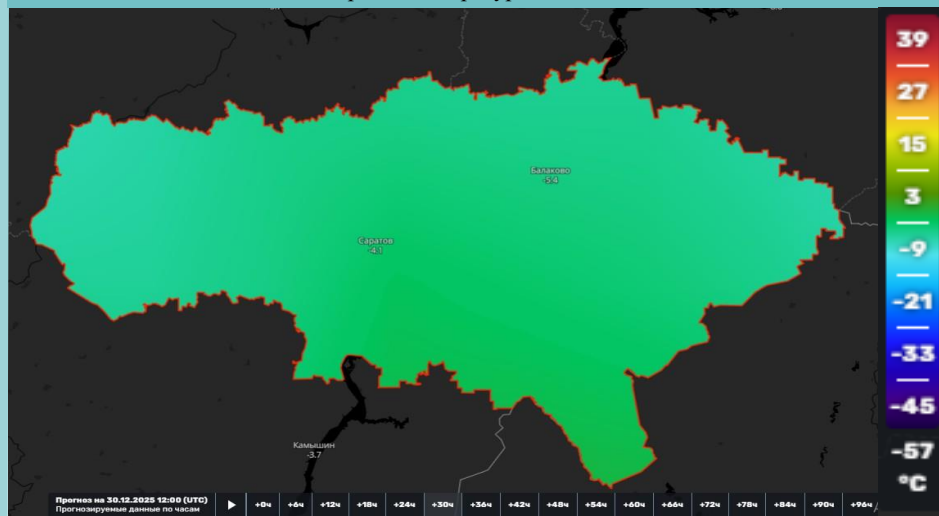 39
27
15
3
-9
-21
-33
-45
-57
°C
Балаково
-5.4
Саратов
-4.1
Камышин
-3.7
Прогноз на 30.12.2025 12:00 (UTC)
Прогнозируемые данные по часам
+0ч +6ч +12ч +18ч +24ч +30ч +36ч +42ч +48ч +54ч +60ч +66ч +72ч +78ч +84ч +90ч +96ч